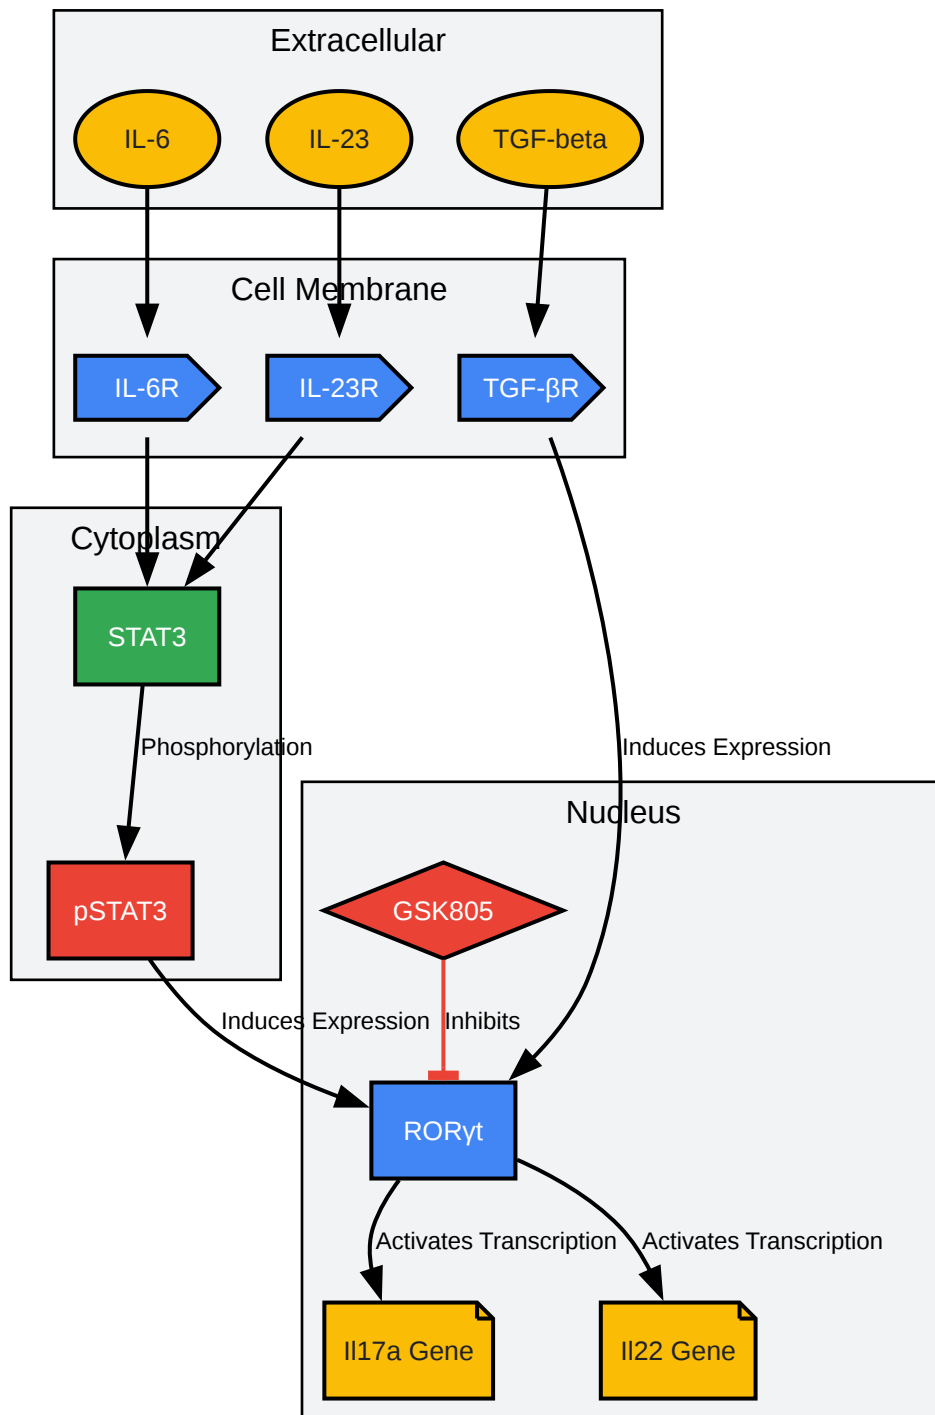 Extracellular
IL-6
IL-23
TGF-beta
Cell Membrane
IL-6R
IL-23R
TGF-βR
Cytoplasm
STAT3
Phosphorylation
Induces Expression
Nucleus
pSTAT3
GSK805
Induces Expression
Inhibits
RORγt
Activates Transcription
Activates Transcription
Il17a Gene
Il22 Gene